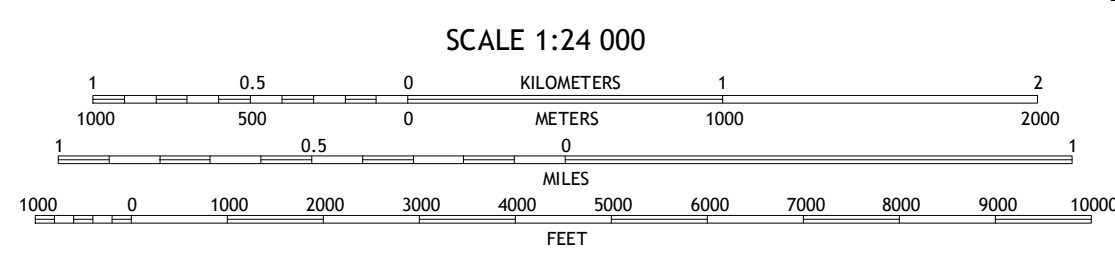 SCALE 1:24 000
1 0.5 0 KILOMETERS 1 2
1000 500 0 METERS 1000 2000
1 0.5 0 1
MILES
1000 0 1000 2000 3000 4000 5000 6000 7000 8000 9000 10000
FEET